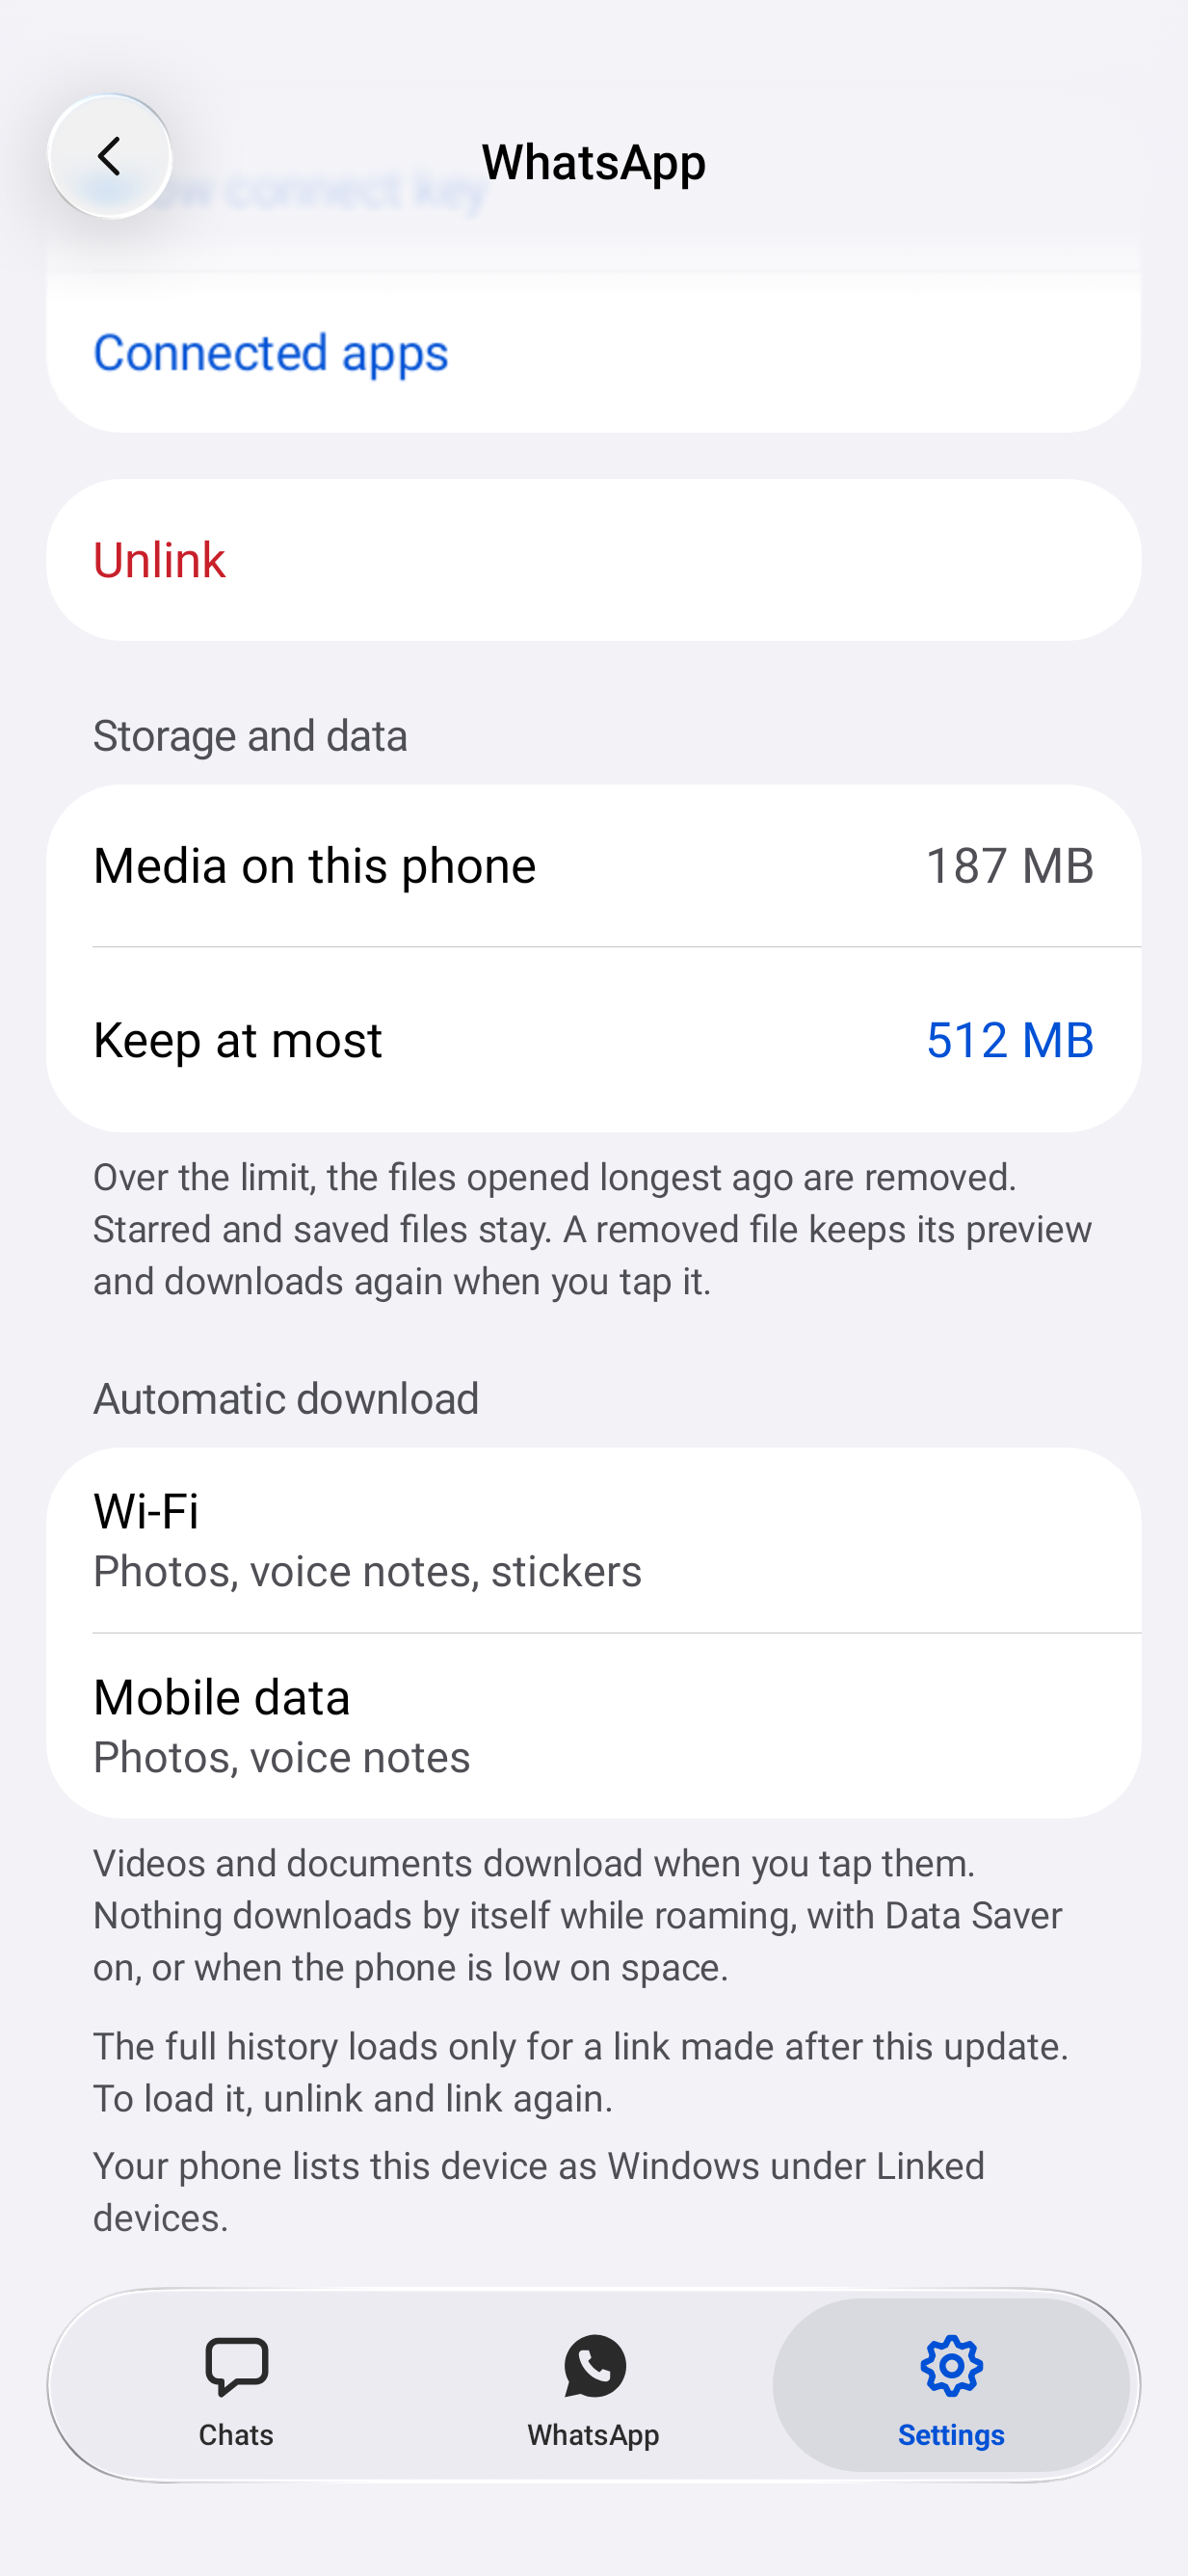 WhatsApp
ow connect key
Connected apps
Unlink
Storage and data
Media on this phone 187 MB
Keep at most 512 MB
Over the limit, the files opened longest ago are removed.
Starred and saved files stay. A removed file keeps its preview
and downloads again when you tap it.
Automatic download
Wi-Fi
Photos, voice notes, stickers
Mobile data
Photos, voice notes
Videos and documents download when you tap them.
Nothing downloads by itself while roaming, with Data Saver
on, or when the phone is low on space.
The full history loads only for a link made after this update.
To load it, unlink and link again.
Your phone lists this device as Windows under Linked
devices.
Chats WhatsApp Settings